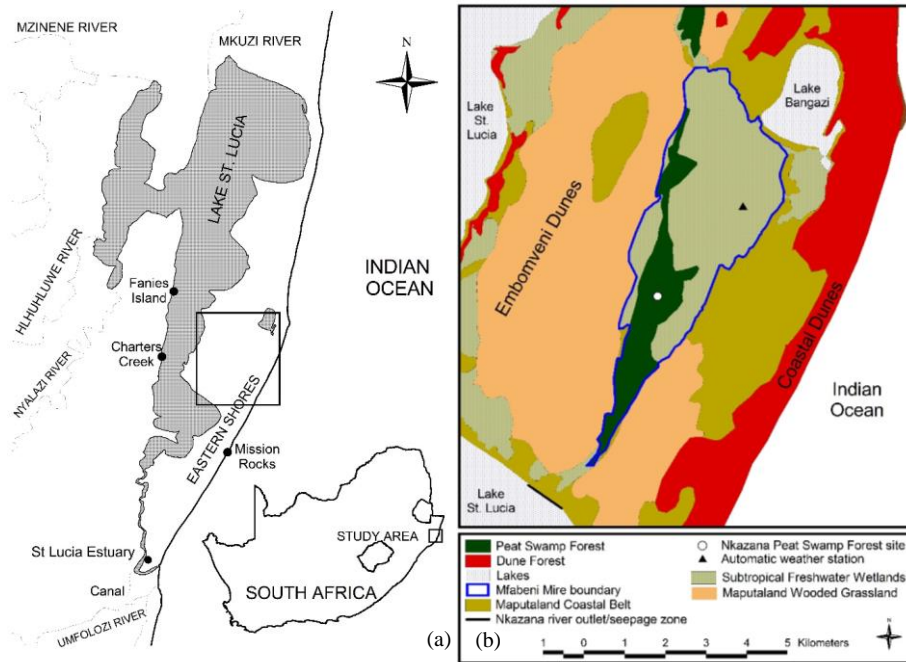 MZINENE RIVER
MKUZI RIVER
N
LAKE ST. LUCIA
HLHUHLUWE RIVER
Fanies
Island
INDIAN
OCEAN
Charters
Creek
NYALAZI RIVER
EASTERN SHORES
Mission
Rocks
STUDY AREA
St Lucia Estuary
SOUTH AFRICA
Canal
UMFOLOZI RIVER
(a)
Lake
St.
Lucia
Lake
Bangazi
Embomveni Dunes
Coastal Dunes
Indian
Ocean
Lake
St. Lucia
Peat Swamp Forest
Dune Forest
Lakes
Mfabeni Mire boundary
Maputaland Coastal Belt
Nkazana river outlet/seepage zone
Nkazana Peat Swamp Forest site
Automatic weather station
Subtropical Freshwater Wetlands
Maputaland Wooded Grassland
(b)
1 0 1 2 3 4 5
Kilometers